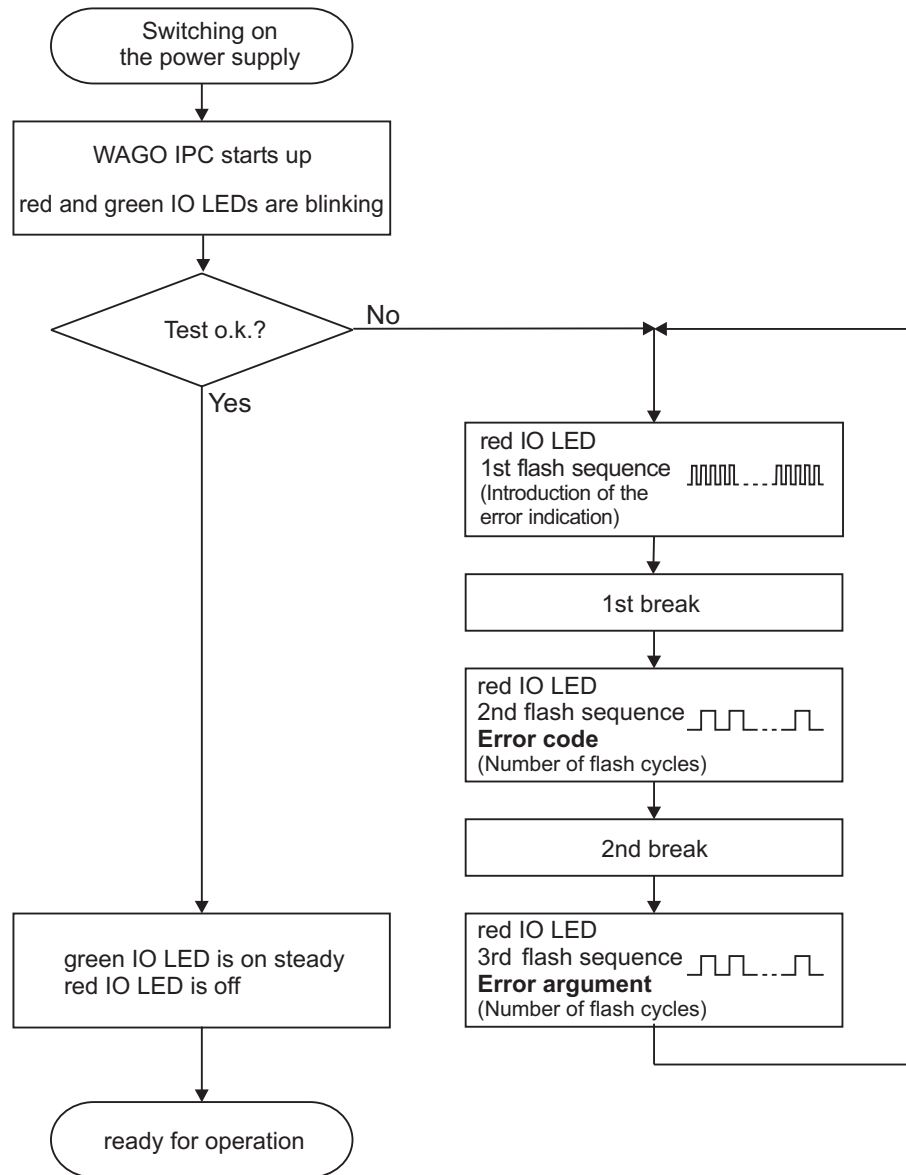 Switching on
the power supply
WAGO IPC starts up
red and green IO LEDs are blinking
Test o.k.?
No
Yes
red IO LED
1st flash sequence
(Introduction of the
error indication)
1st break
red IO LED
2nd flash sequence
Error code
(Number of flash cycles)
2nd break
red IO LED
3rd flash sequence
Error argument
(Number of flash cycles)
green IO LED is on steady
red IO LED is off
ready for operation